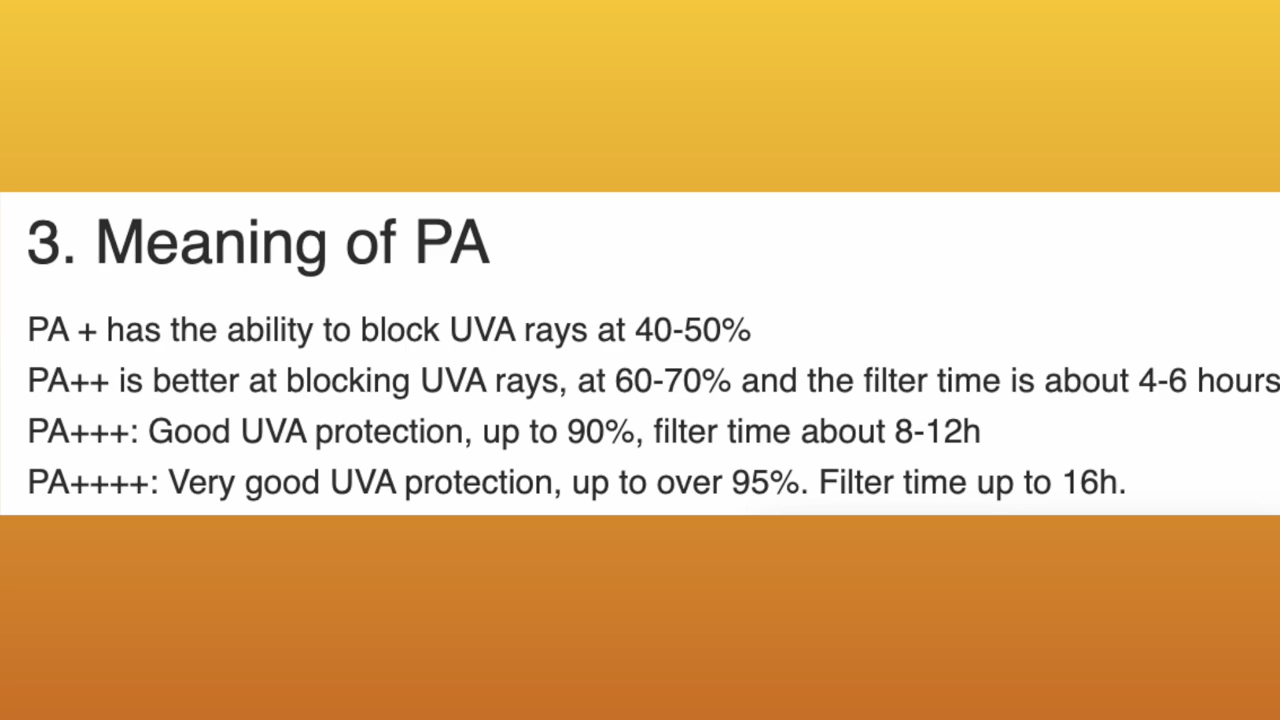 3. Meaning of PA
PA + has the ability to block UVA rays at 40-50%
PA++ is better at blocking UVA rays, at 60-70% and the filter time is about 4-6 hours
PA+++: Good UVA protection, up to 90%, filter time about 8-12h
PA++++: Very good UVA protection, up to over 95%. Filter time up to 16h.